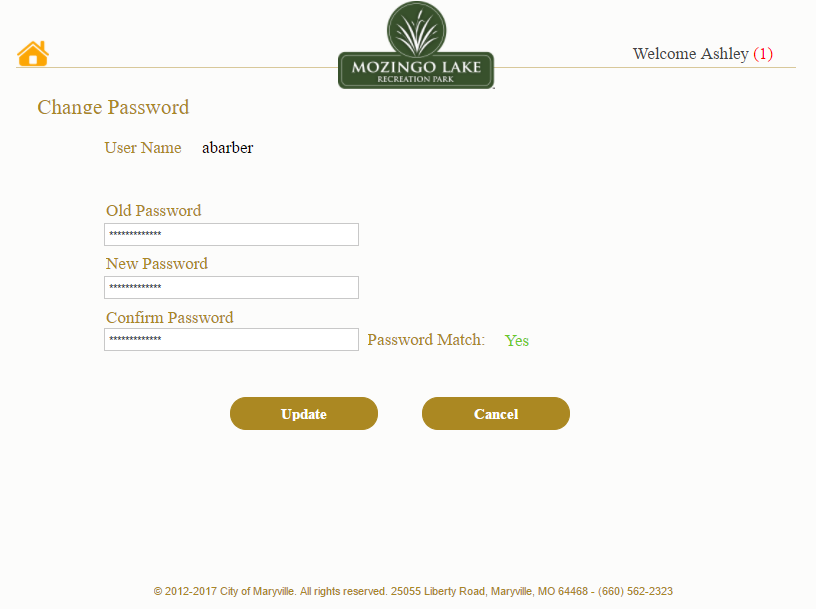 MOZINGO LAKE
RECREATION PARK
Welcome Ashley (1)
Change Password
User Name abarber
Old Password
*************
New Password
*************
Confirm Password
************* Password Match: Yes
Update Cancel
© 2012-2017 City of Maryville. All rights reserved. 25055 Liberty Road, Maryville, MO 64468 - (660) 562-2323